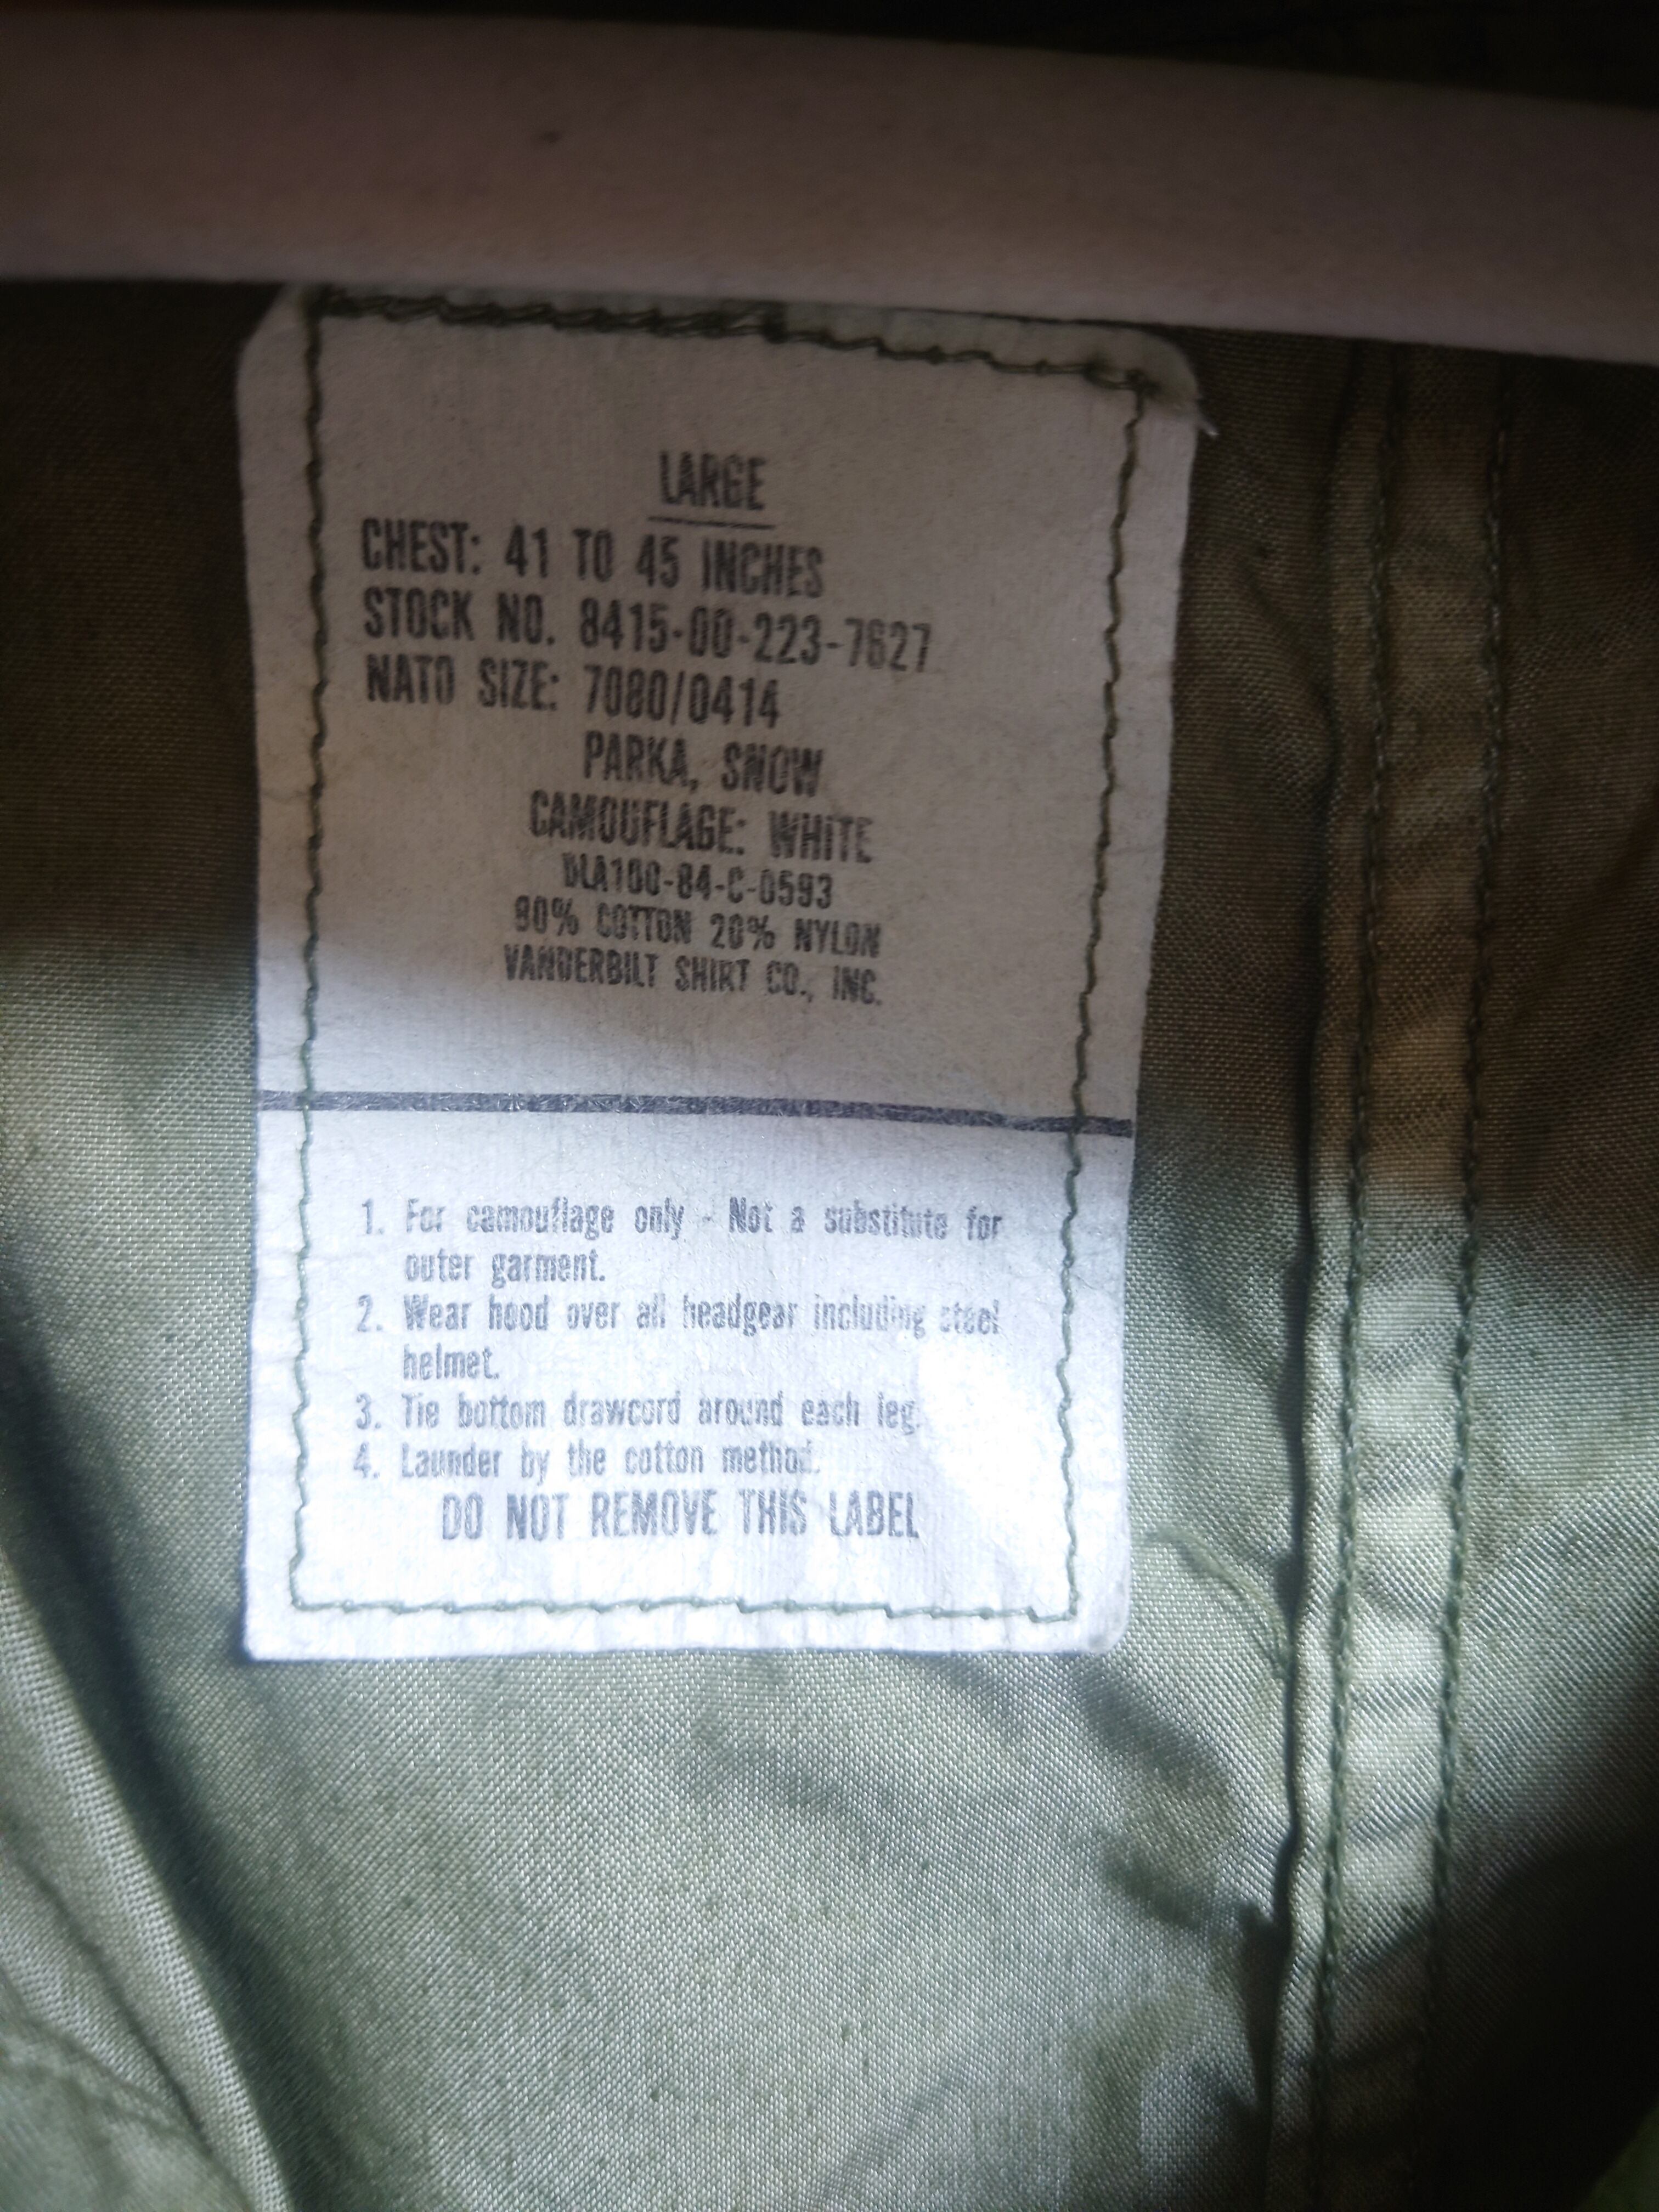 LARGE
CHEST: 41 TO 45 INCHES
STOCK NO. 8415-00-223-7627
NATO SIZE: 7080/0414
PARKA, SNOW
CAMOUFLAGE: WHITE
DLA100-84-C-0593
80% COTTON 20% NYLON
VANDERBILT SHIRT CO., INC.
1. For camouflage only - Not a substitute for
outer garment.
2. Wear hood over all headgear including steel
helmet.
3. Tie bottom drawcord around each leg.
4. Launder by the cotton method.
DO NOT REMOVE THIS LABEL